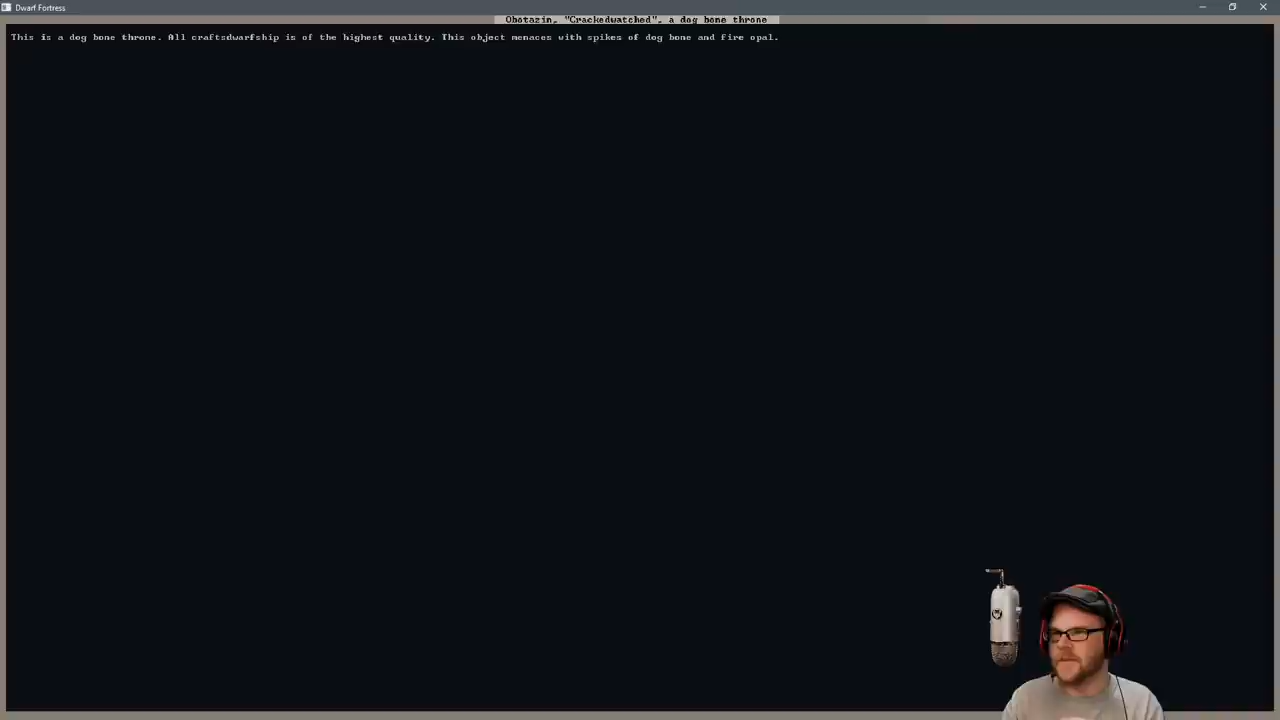 Dwarf Fortress
Obotazin, "Crackedwatched", a dog bone throne
This is a dog bone throne. All craftsdwarfship is of the highest quality. This object menaces with spikes of dog bone and fire opal.